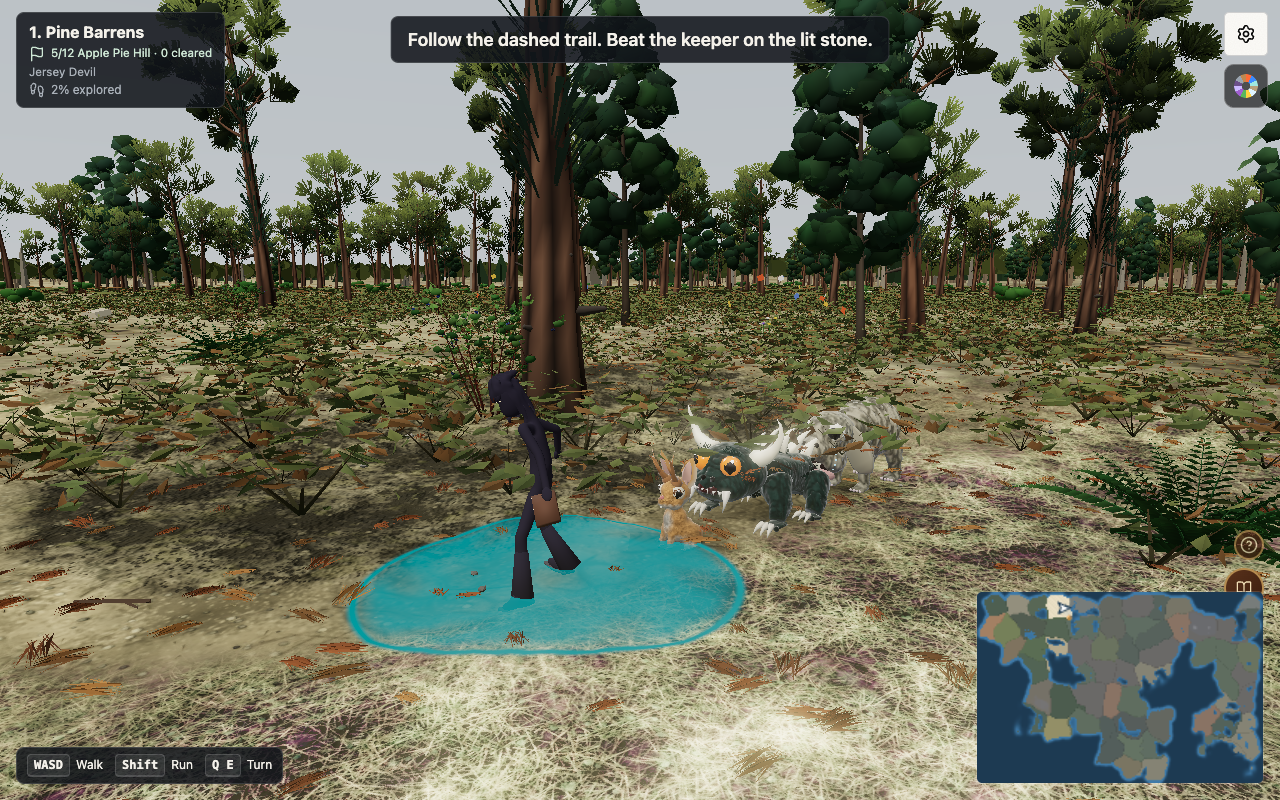 1. Pine Barrens
5/12 Apple Pie Hill · 0 cleared
Jersey Devil
2% explored
Follow the dashed trail. Beat the keeper on the lit stone.
?
WASD Walk Shift Run Q E Turn